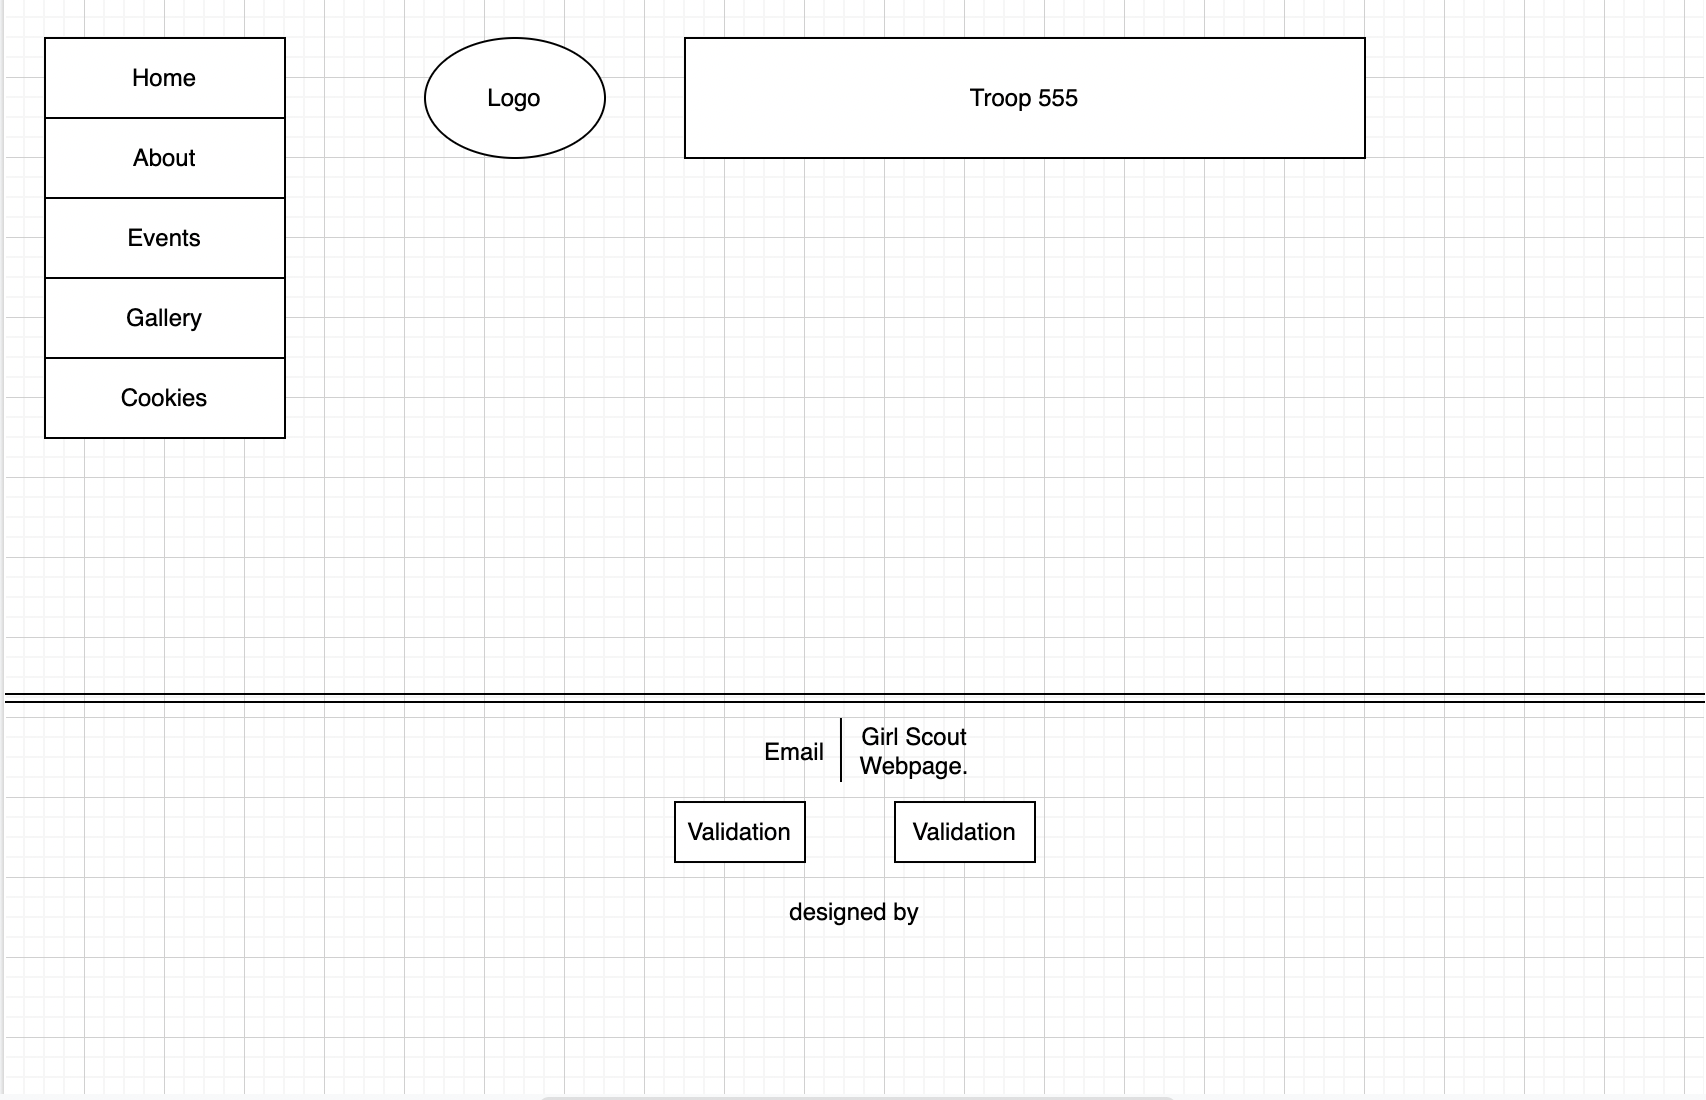 Home
About
Events
Gallery
Cookies
Logo
Troop 555
Email
Girl Scout
Webpage.
Validation
Validation
designed by